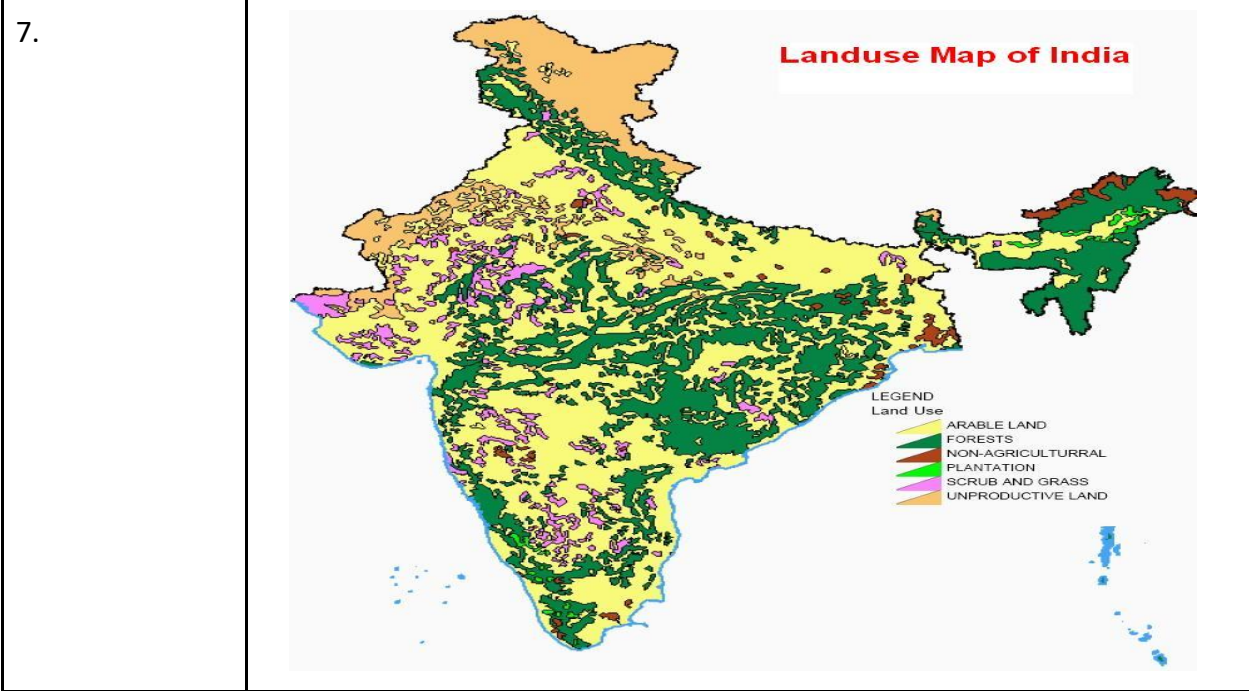 7.
Landuse Map of India
LEGEND
Land Use
ARABLE LAND
FORESTS
NON-AGRICULTURRAL
PLANTATION
SCRUB AND GRASS
UNPRODUCTIVE LAND